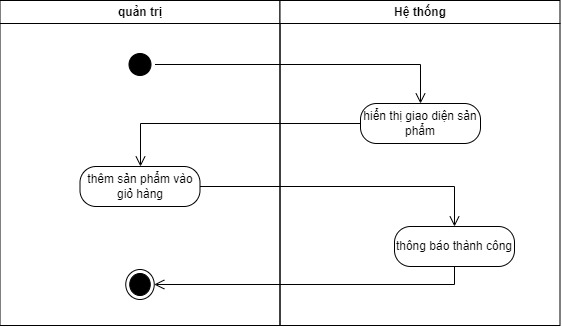 quản trị
Hệ thống
hiển thị giao diện sản
phẩm
thêm sản phẩm vào
giỏ hàng
thông báo thành công